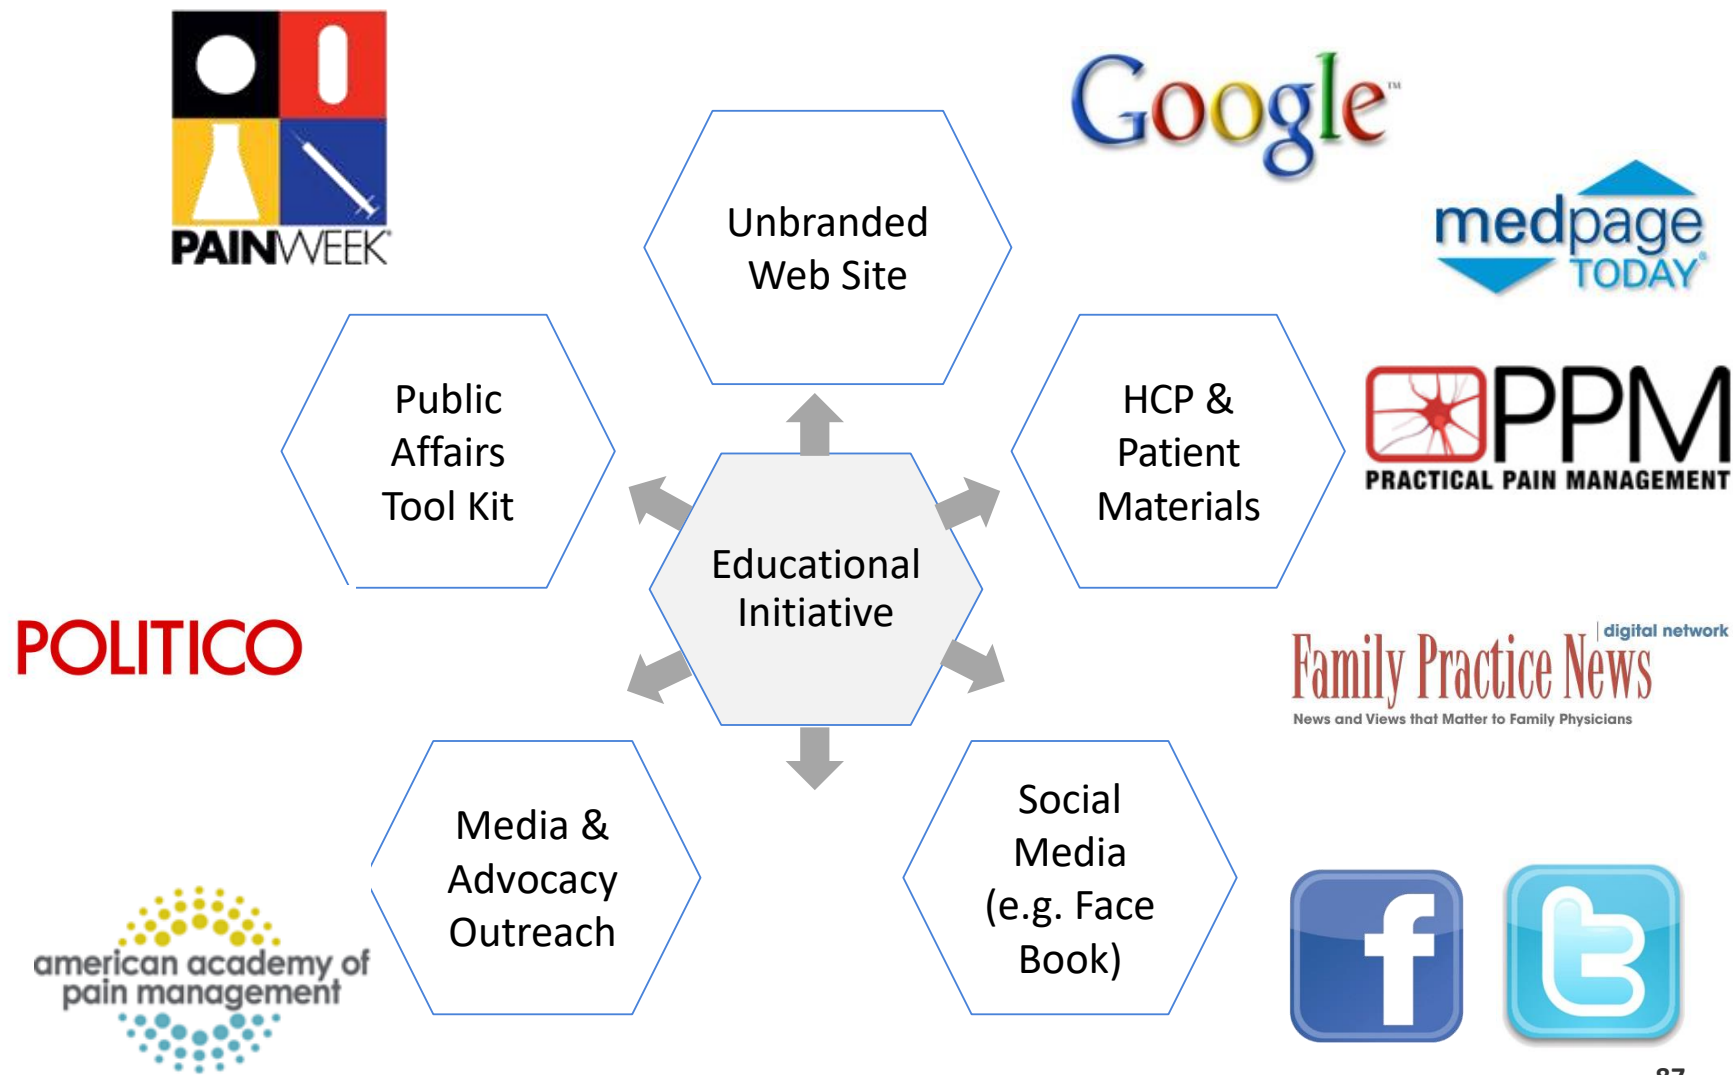 PAINWEEK®
Google™
medpage
TODAY®
Unbranded
Web Site
Public
Affairs
Tool Kit
HCP &
Patient
Materials
PPM
PRACTICAL PAIN MANAGEMENT
Educational
Initiative
POLITICO
digital network
Family Practice News
News and Views that Matter to Family Physicians
Media &
Advocacy
Outreach
Social
Media
(e.g. Face
Book)
american academy of
pain management
f
t
87